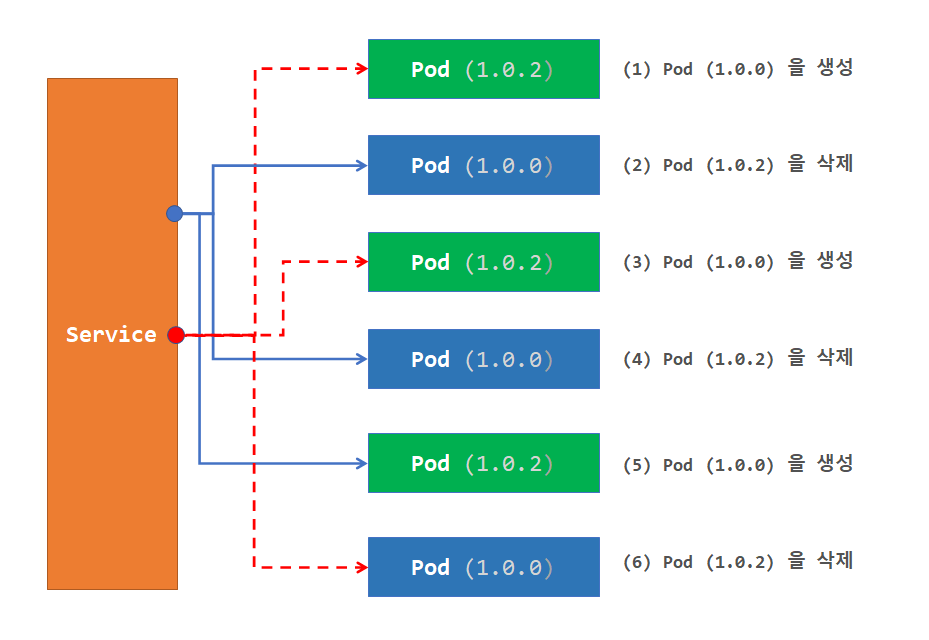 Pod (1.0.2)
(1) Pod (1.0.0) 을 생성
Pod (1.0.0)
(2) Pod (1.0.2) 을 삭제
Pod (1.0.2)
(3) Pod (1.0.0) 을 생성
Service
Pod (1.0.0)
(4) Pod (1.0.2) 을 삭제
Pod (1.0.2)
(5) Pod (1.0.0) 을 생성
Pod (1.0.0)
(6) Pod (1.0.2) 을 삭제